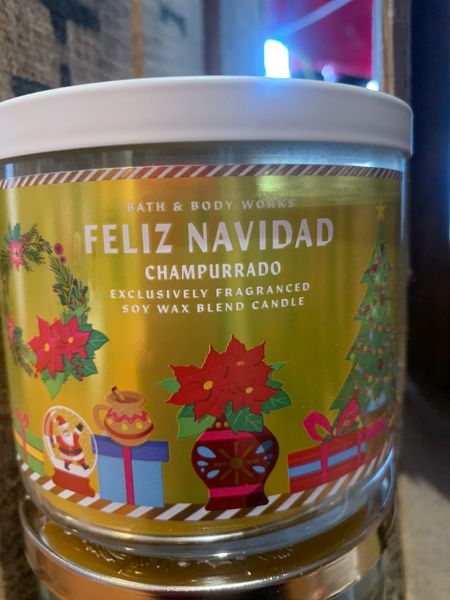 BATH & BODY WORKS
FELIZ NAVIDAD
CHAMPURRADO
EXCLUSIVELY FRAGRANCED
SOY WAX BLEND CANDLE